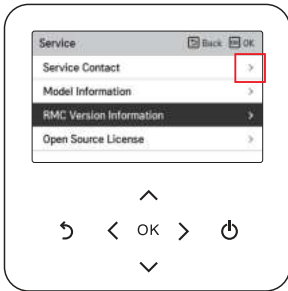 Service Back OK
Service Contact >
Model Information >
RMC Version Information >
Open Source License >
OK